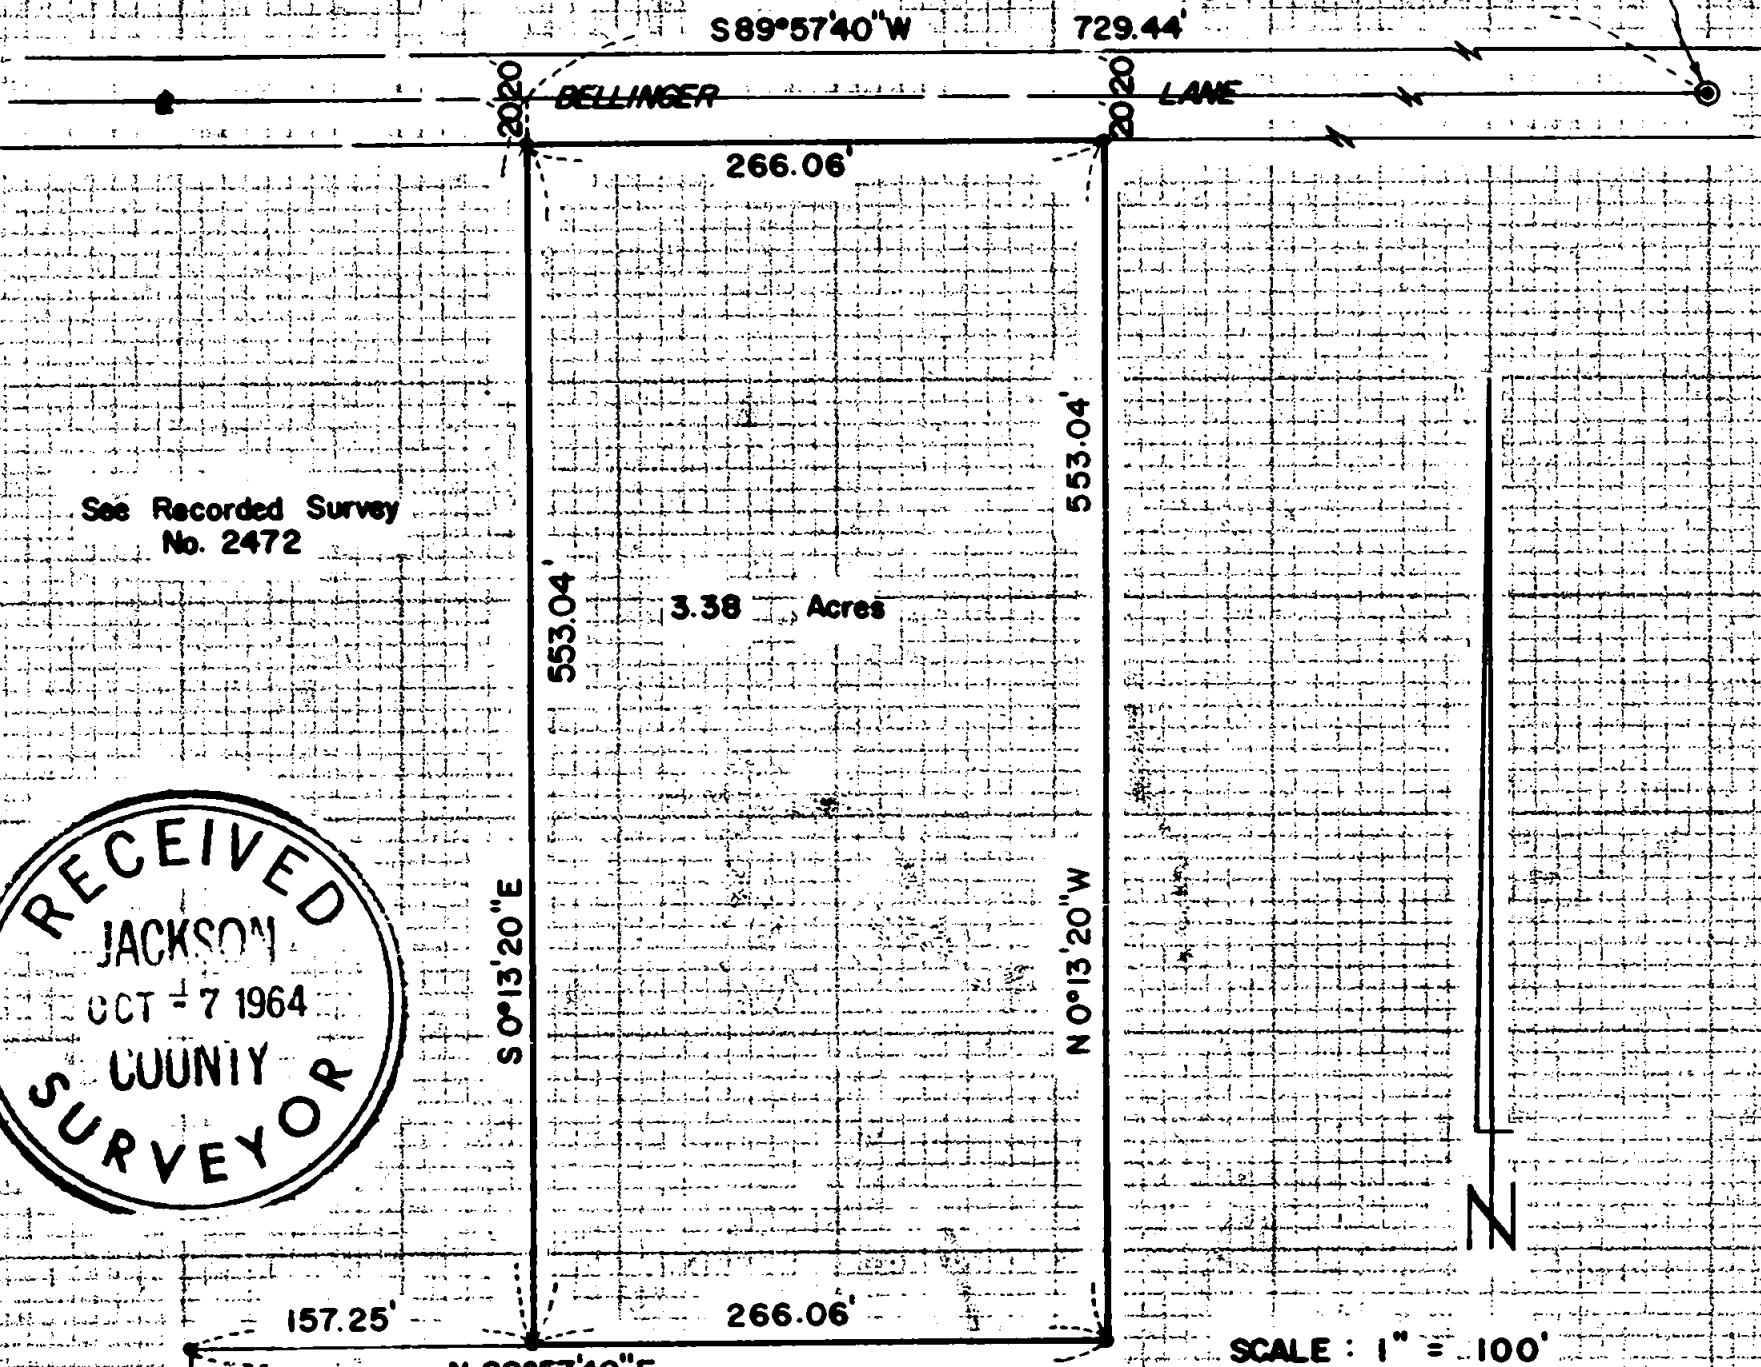 S 89°57'40"W 729.44'
20 20
BELLINGER LANE
20 20
266.06'
553.04'
See Recorded Survey
No. 2472
553.04'
3.38 Acres
S 0°13'20"E
N 0°13'20"W
RECEIVED
JACKSON
OCT - 7 1964
COUNTY
SURVEYOR
N
157.25'
266.06'
SCALE : 1" = 100'